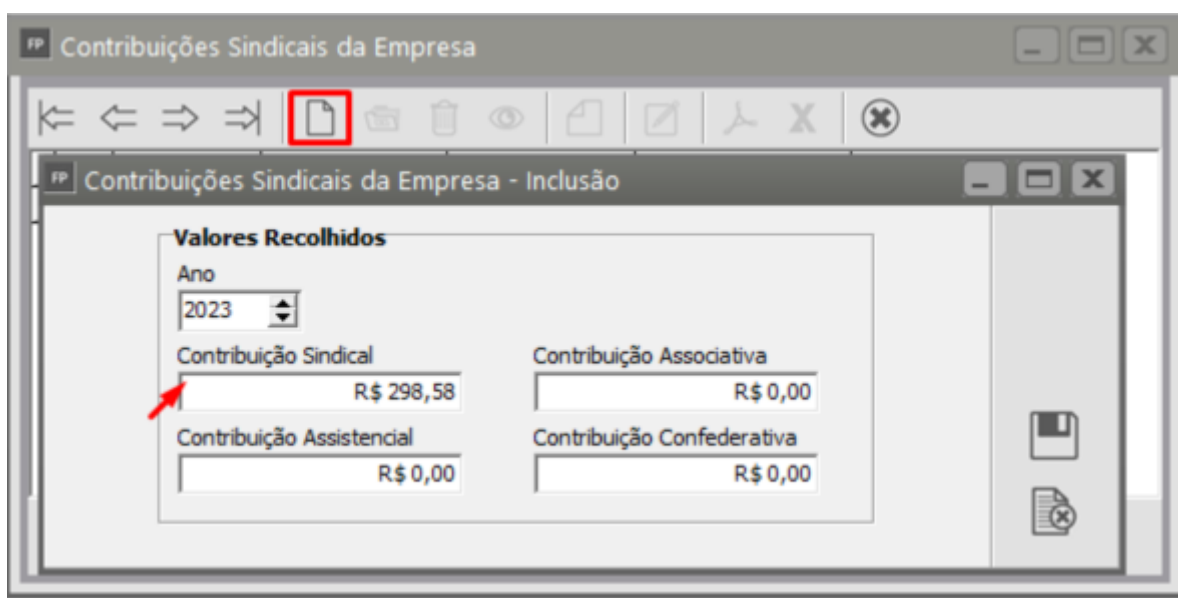 FP Contribuições Sindicais da Empresa
FP Contribuições Sindicais da Empresa - Inclusão
Valores Recolhidos
Ano
2023
Contribuição Sindical Contribuição Associativa
R$ 298,58 R$ 0,00
Contribuição Assistencial Contribuição Confederativa
R$ 0,00 R$ 0,00